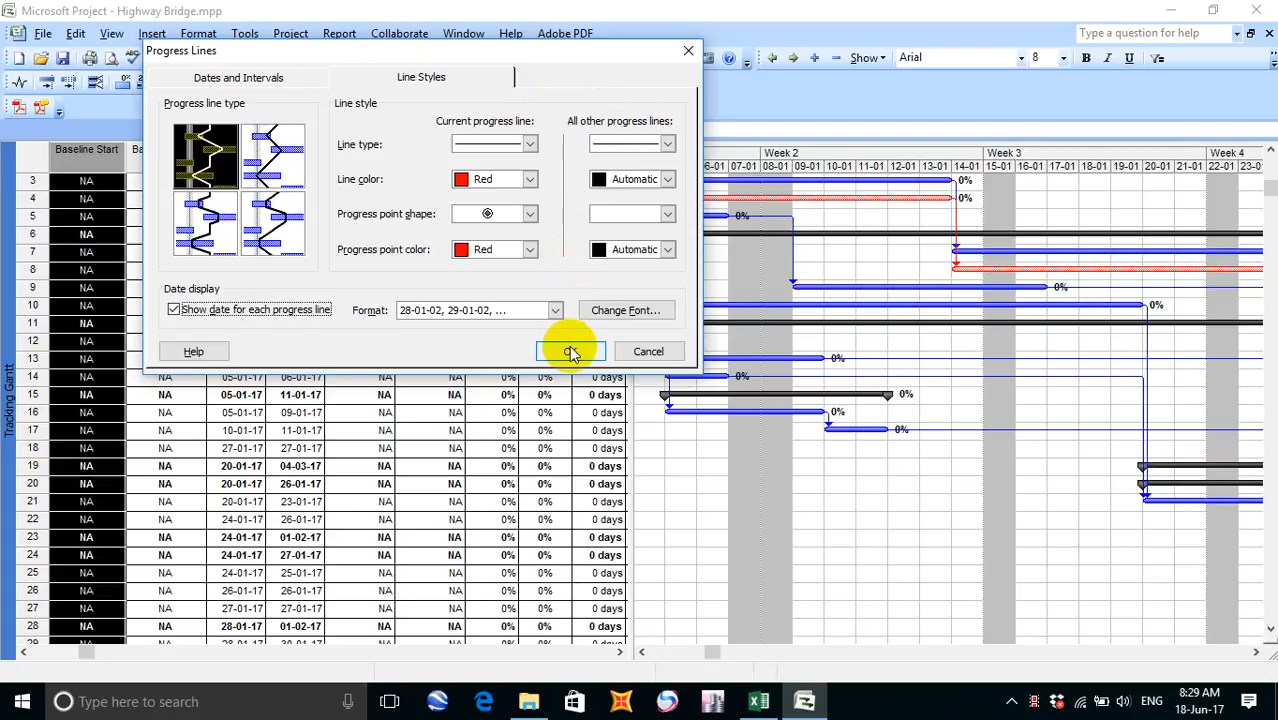 Microsoft Project - Highway Bridge.mpp
File Edit View Insert Format Tools Project Report Collaborate Window Help Adobe PDF
Type a question for help
Show Arial 8 B I U
Progress Lines
Dates and Intervals Line Styles
Progress line type
Line style
Current progress line: All other progress lines:
Line type:
Line color: Red Automatic
Progress point shape:
Progress point color: Red Automatic
Date display
Show date for each progress line Format: 28-01-02, 29-01-02, ... Change Font...
Help Cancel
Baseline Start
Week 2 Week 3 Week 4
06-01 07-01 08-01 09-01 10-01 11-01 12-01 13-01 14-01 15-01 16-01 17-01 18-01 19-01 20-01 21-01 22-01 23-0
3 NA 0%
4 NA 0%
5 NA 0%
6 NA
7 NA
8 NA
9 NA 0%
10 NA 0%
11 NA
12 NA
13 NA 0%
14 NA NA 05-01-17 06-01-17 NA NA 0% 0% 0 days 0%
15 NA NA 05-01-17 11-01-17 NA NA 0% 0% 0 days 0%
16 NA NA 05-01-17 09-01-17 NA NA 0% 0% 0 days 0%
17 NA NA 10-01-17 11-01-17 NA NA 0% 0% 0 days 0%
18 NA NA 27-01-17 27-01-17 NA NA 0% 0% 0 days
19 NA NA 20-01-17 04-03-17 NA NA 0% 0% 0 days
20 NA NA 20-01-17 26-01-17 NA NA 0% 0% 0 days
21 NA NA 20-01-17 23-01-17 NA NA 0% 0% 0 days
22 NA NA 24-01-17 26-01-17 NA NA 0% 0% 0 days
23 NA NA 24-01-17 01-02-17 NA NA 0% 0% 0 days
24 NA NA 24-01-17 27-01-17 NA NA 0% 0% 0 days
25 NA NA 24-01-17 25-01-17 NA NA 0% 0% 0 days
26 NA NA 26-01-17 26-01-17 NA NA 0% 0% 0 days
27 NA NA 27-01-17 27-01-17 NA NA 0% 0% 0 days
28 NA NA 28-01-17 01-02-17 NA NA 0% 0% 0 days
Tracking Gantt
Type here to search
ENG
8:29 AM
18-Jun-17